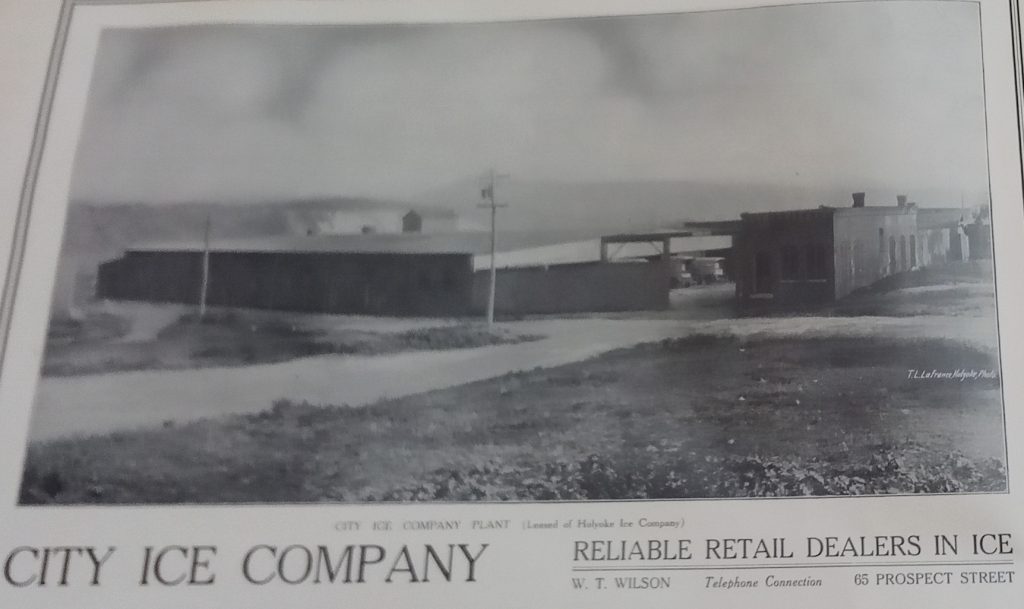 T.L.LaFrance, Holyoke, Photo
CITY ICE COMPANY PLANT (Leased of Holyoke Ice Company)
CITY ICE COMPANY
RELIABLE RETAIL DEALERS IN ICE
W. T. WILSON Telephone Connection 65 PROSPECT STREET